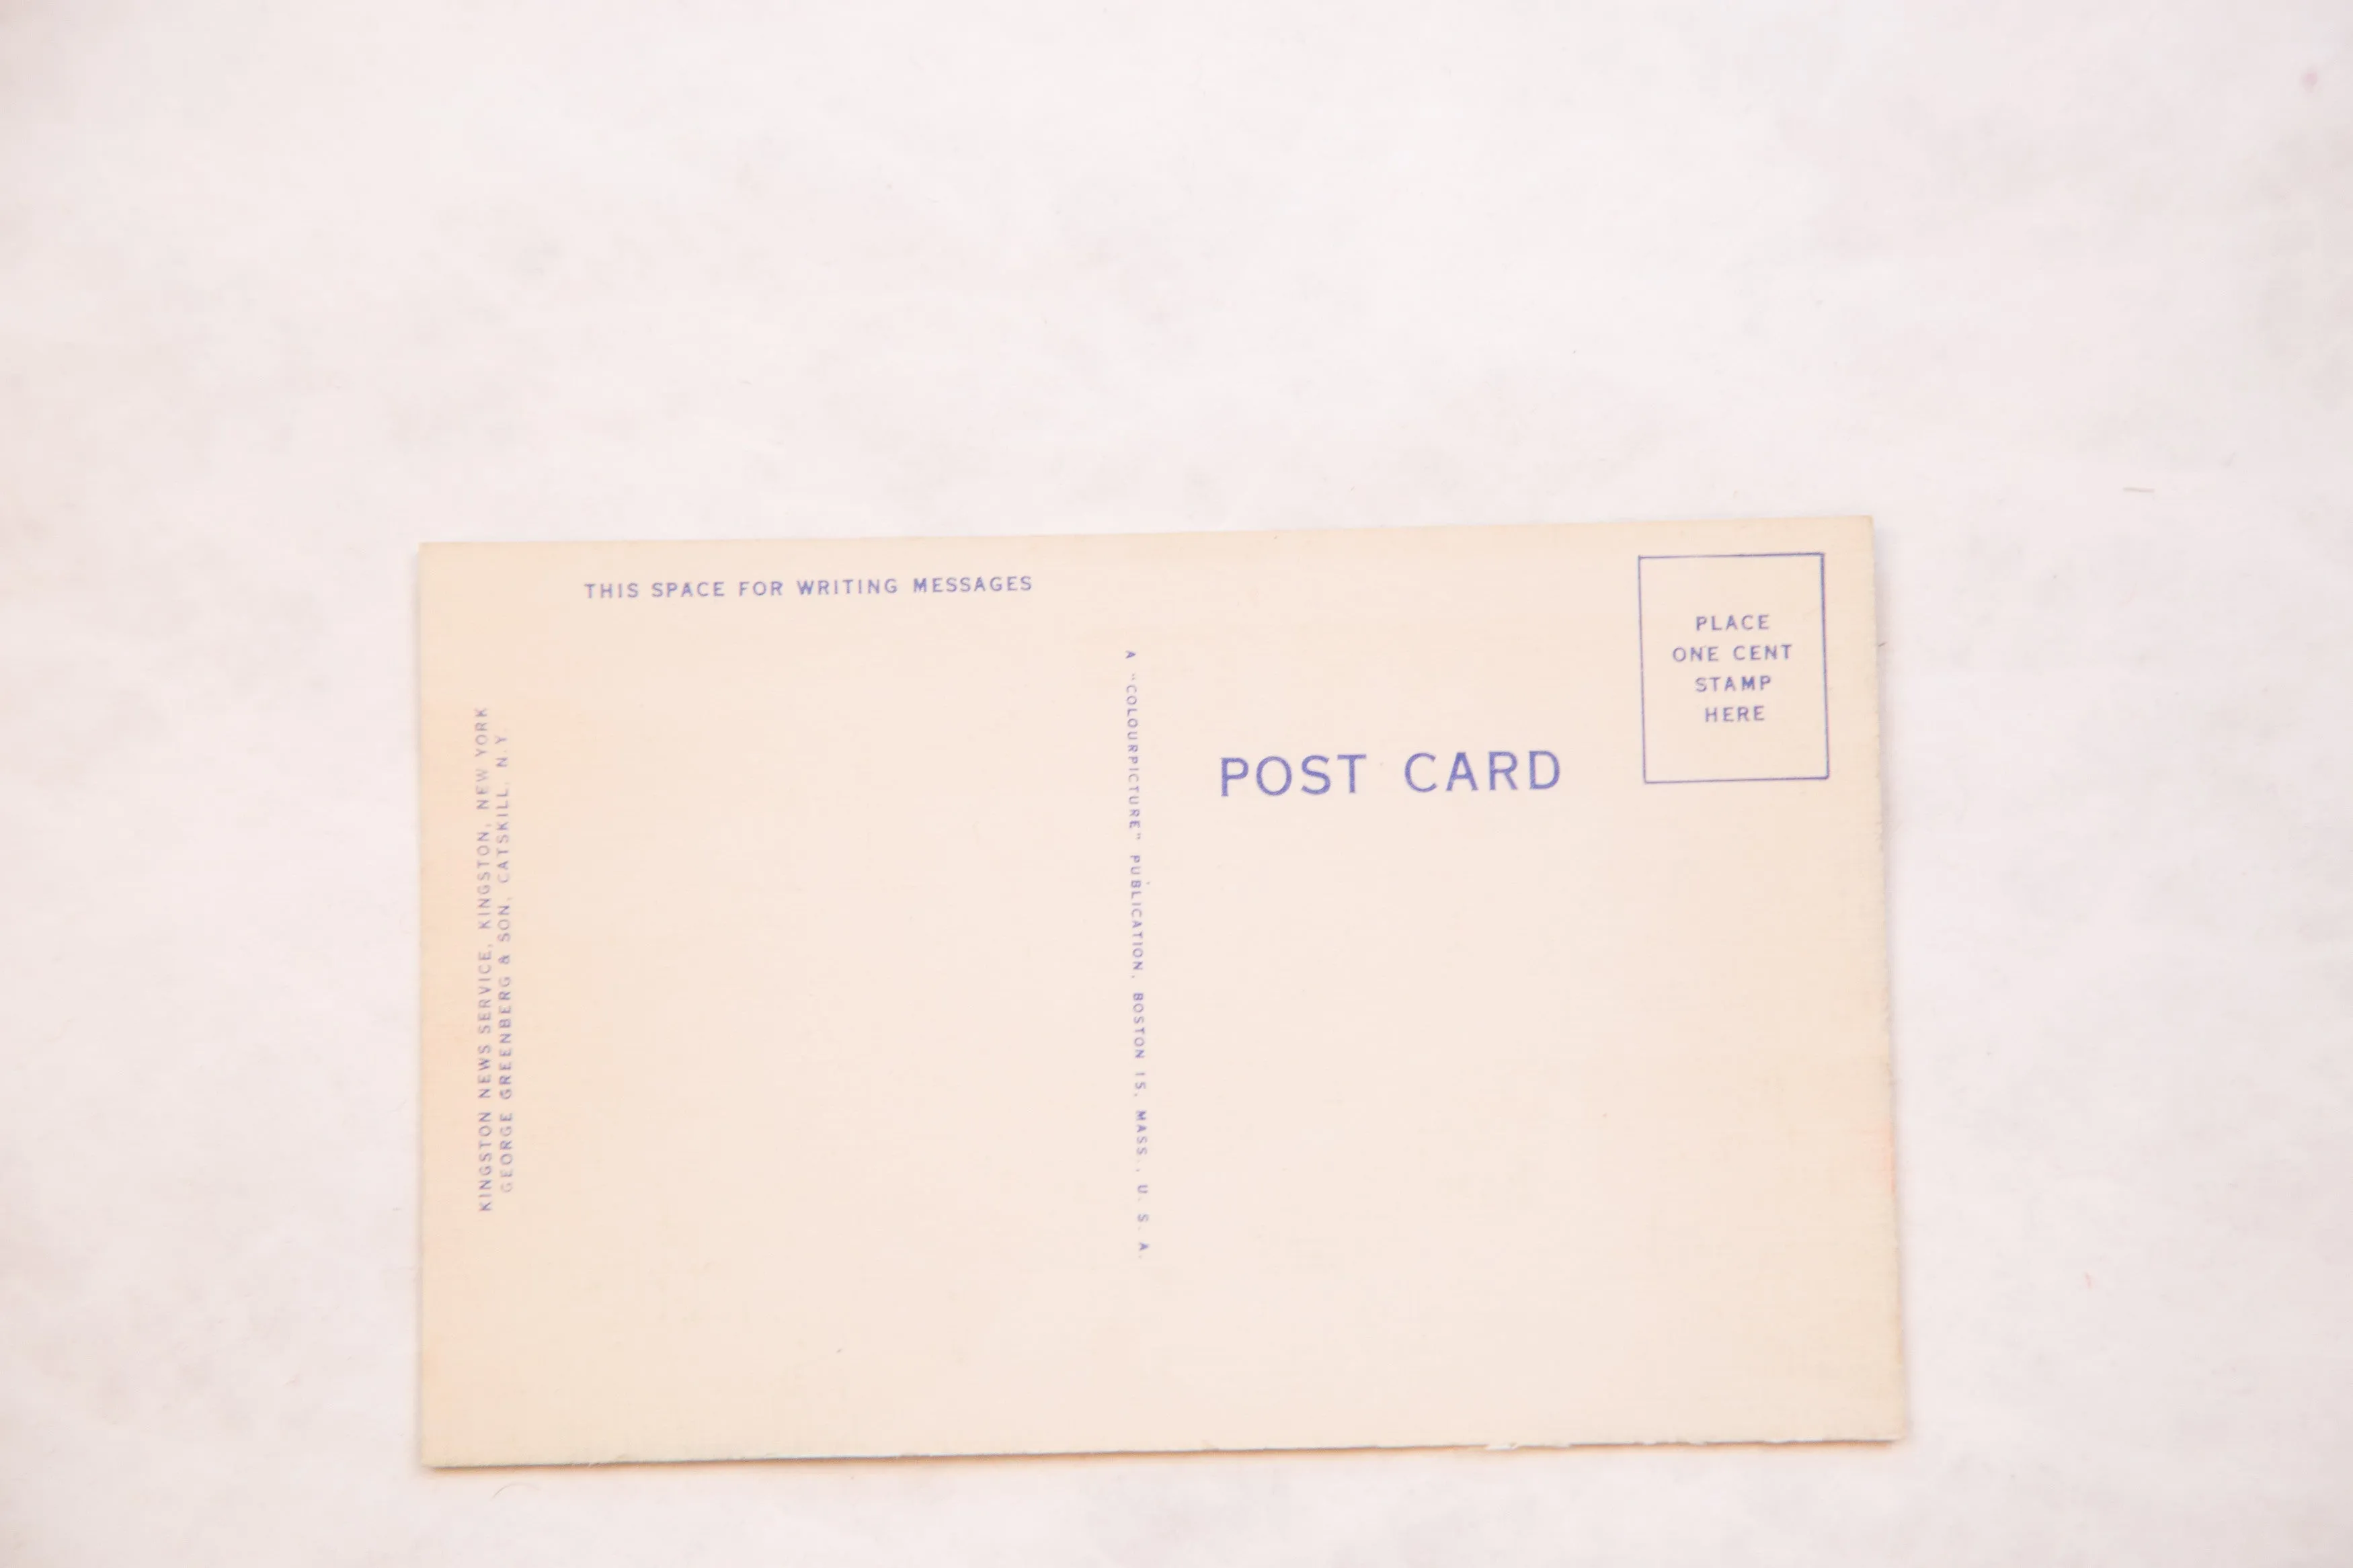 THIS SPACE FOR WRITING MESSAGES
KINGSTON NEWS SERVICE, KINGSTON, NEW YORK
GEORGE GREENBERG & SON, CATSKILL, N.Y
A "COLOURPICTURE" PUBLICATION, BOSTON 15, MASS., U. S. A.
POST CARD
PLACE
ONE CENT
STAMP
HERE